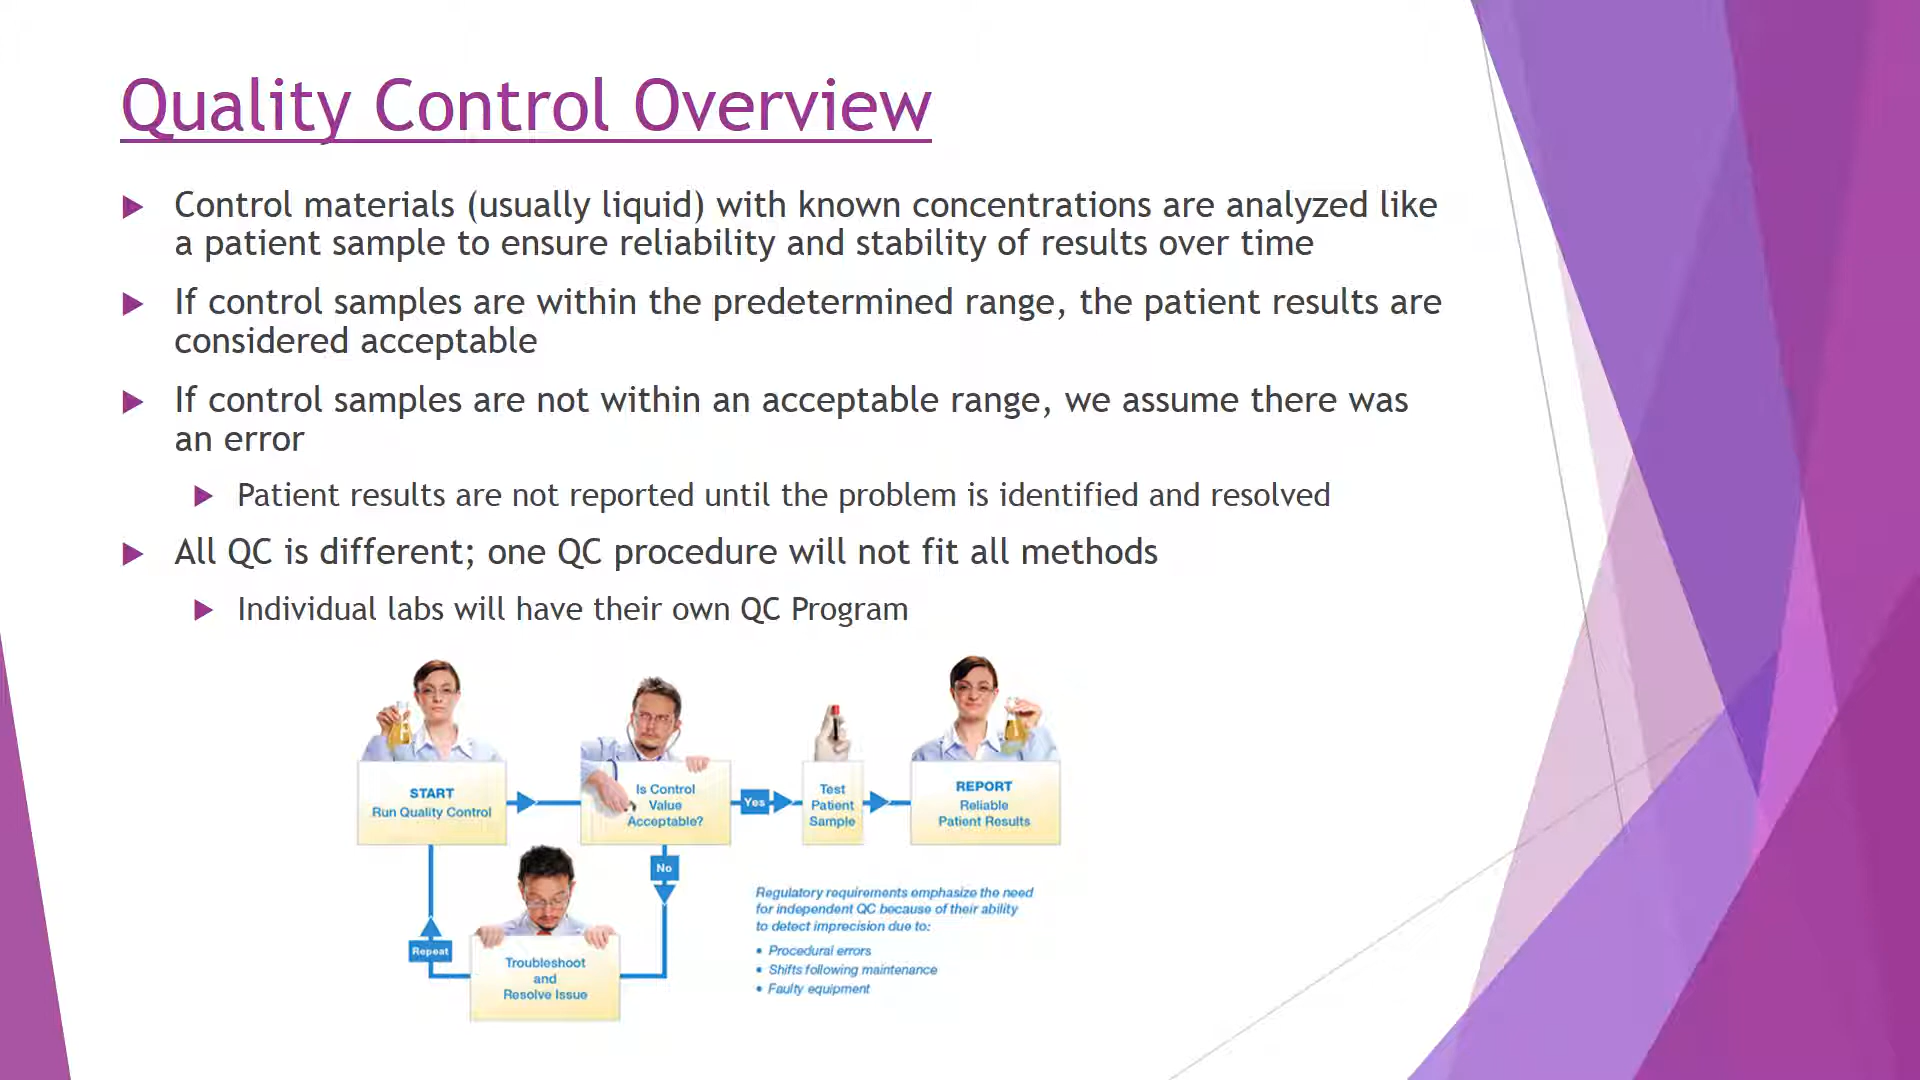 Quality Control Overview
Control materials (usually liquid) with known concentrations are analyzed like
a patient sample to ensure reliability and stability of results over time
If control samples are within the predetermined range, the patient results are
considered acceptable
If control samples are not within an acceptable range, we assume there was
an error
Patient results are not reported until the problem is identified and resolved
All QC is different; one QC procedure will not fit all methods
Individual labs will have their own QC Program
START
Run Quality Control
Is Control
Value
Acceptable?
Yes
Test
Patient
Sample
REPORT
Reliable
Patient Results
No
Troubleshoot
and
Resolve Issue
Repeat
Regulatory requirements emphasize the need
for independent QC because of their ability
to detect imprecision due to:
• Procedural errors
• Shifts following maintenance
• Faulty equipment